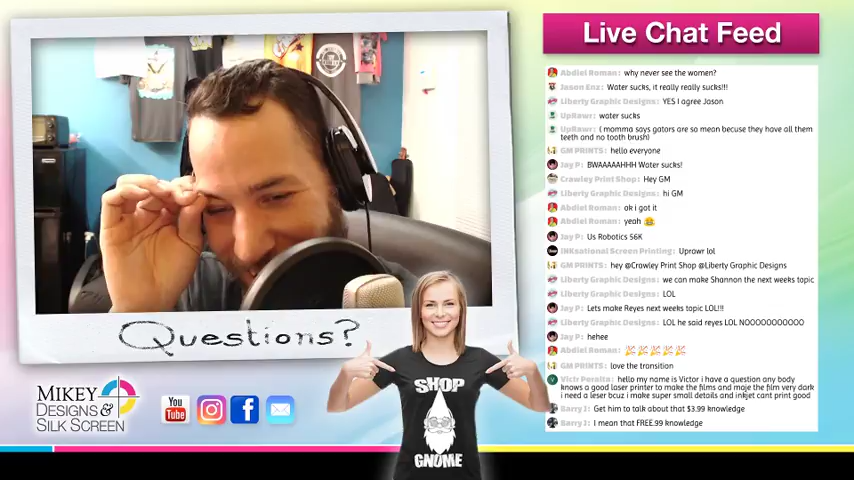 Live Chat Feed
Abdiel Roman: why never see the women?
Jason Enz: Water sucks, it really really sucks!!!
Liberty Graphic Designs: YES I agree Jason
UpRawr: water sucks
UpRawr: ( momma says gators are so mean becuse they have all them
teeth and no tooth brush)
GM PRINTS: hello everyone
Jay P: BWAAAAAHHH Water sucks!
Crawley Print Shop: Hey GM
Liberty Graphic Designs: hi GM
Abdiel Roman: ok i got it
Abdiel Roman: yeah
Jay P: Us Robotics 56K
INKsational Screen Printing: Uprawr lol
GM PRINTS: hey @Crawley Print Shop @Liberty Graphic Designs
Liberty Graphic Designs: we can make Shannon the next weeks topic
Liberty Graphic Designs: LOL
Jay P: Lets make Reyes next weeks topic LOL!!!
Liberty Graphic Designs: LOL he said reyes LOL NOOOOOOOOOO
Jay P: hehee
Abdiel Roman:
GM PRINTS: love the transition
Victr Peralta: hello my name is Victor i have a question any body
knows a good laser printer to make the films and maje the film very dark
i need a leser bcuz i make super small details and inkjet cant print good
Barry J: Get him to talk about that $3.99 knowledge
Barry J: I mean that FREE.99 knowledge
Questions?
MIKEY
DESIGNS &
SILK SCREEN
You
Tube
SHOP
GNOME